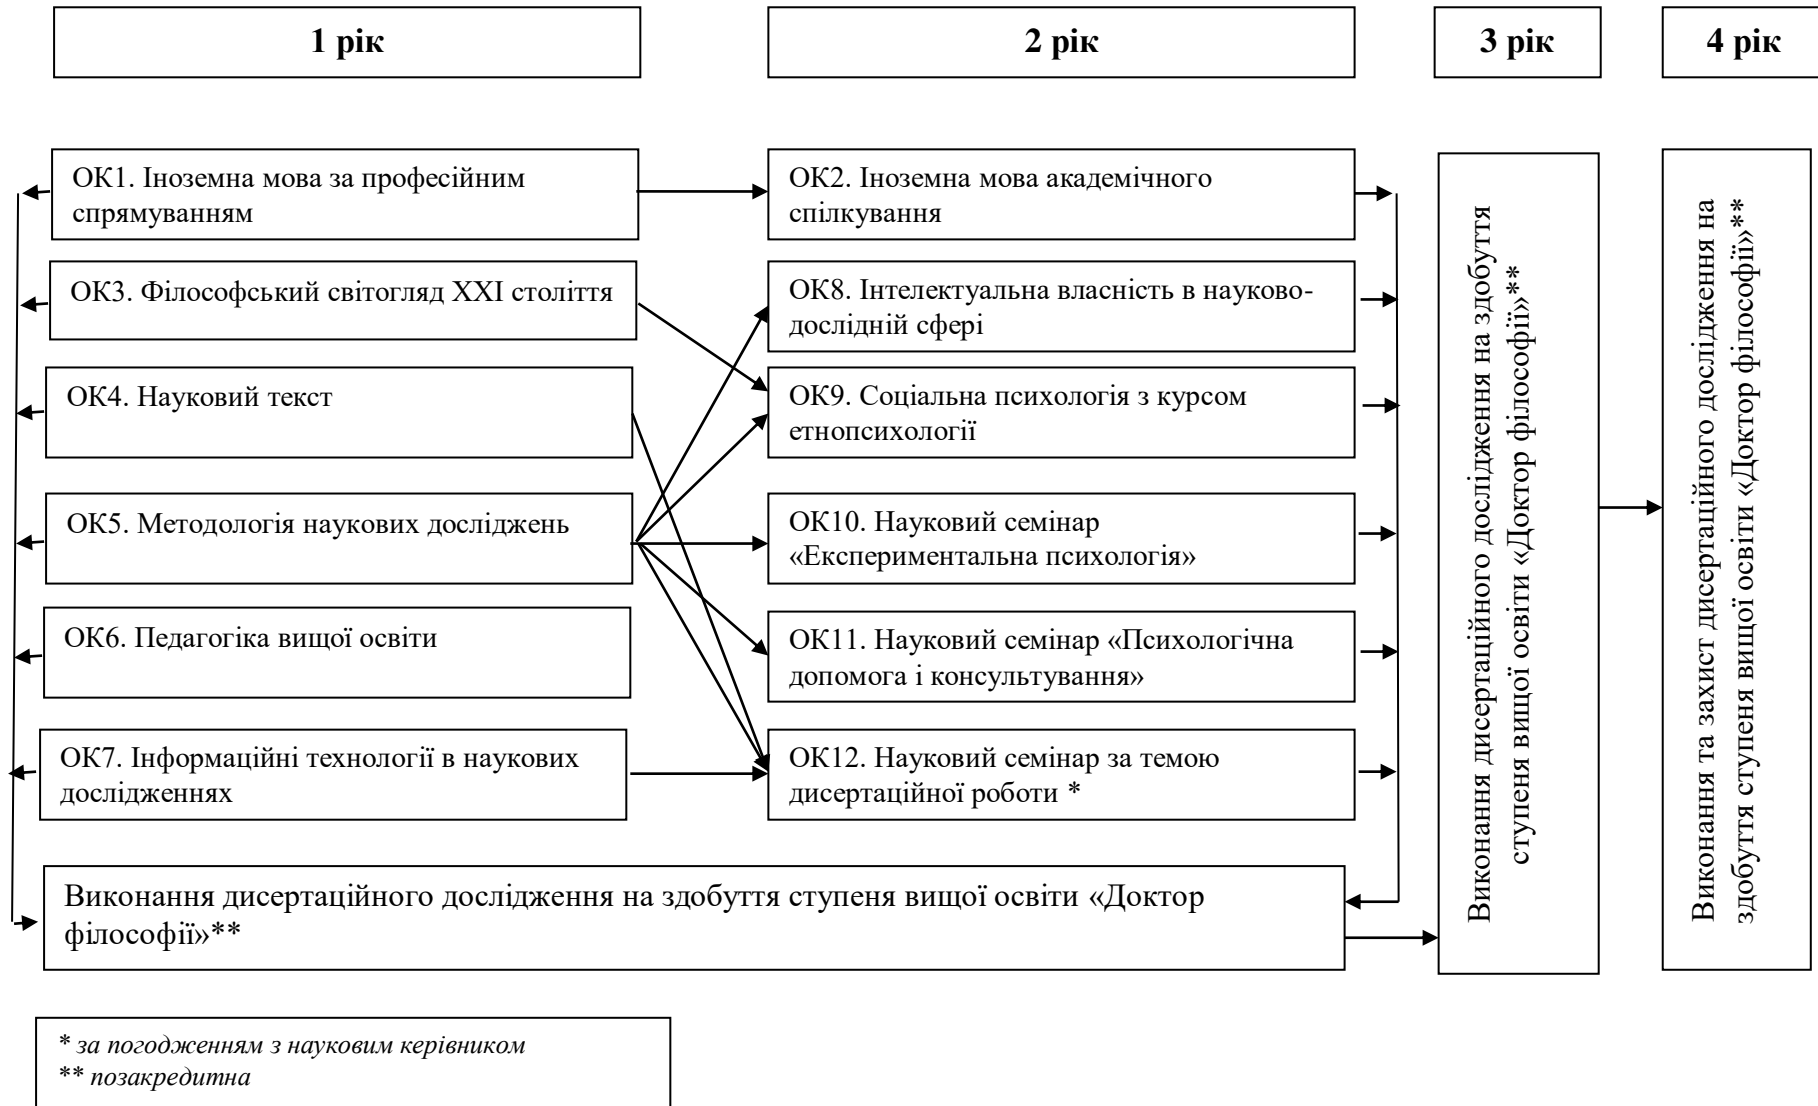 1 рік
2 рік
3 рік
4 рік
ОК1. Іноземна мова за професійним
спрямуванням
ОК2. Іноземна мова академічного
спілкування
ОК3. Філософський світогляд ХХІ століття
ОК8. Інтелектуальна власність в науково-
дослідній сфері
ОК4. Науковий текст
ОК9. Соціальна психологія з курсом
етнопсихології
ОК5. Методологія наукових досліджень
ОК10. Науковий семінар
«Експериментальна психологія»
ОК6. Педагогіка вищої освіти
ОК11. Науковий семінар «Психологічна
допомога і консультування»
ОК7. Інформаційні технології в наукових
дослідженнях
ОК12. Науковий семінар за темою
дисертаційної роботи *
Виконання дисертаційного дослідження на здобуття ступеня вищої освіти «Доктор
філософії»**
Виконання дисертаційного дослідження на здобуття
ступеня вищої освіти «Доктор філософії»**
Виконання та захист дисертаційного дослідження на
здобуття ступеня вищої освіти «Доктор філософії»**
* за погодженням з науковим керівником
** позакредитна